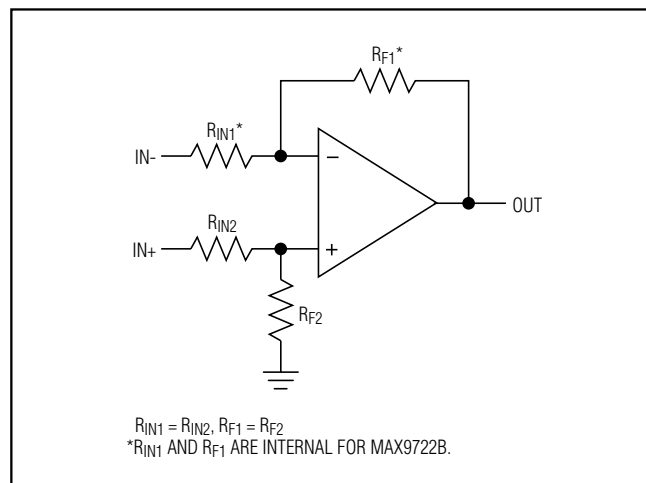 RF1*
RIN1*
IN-
−
OUT
RIN2
IN+
+
RF2
RIN1 = RIN2, RF1 = RF2
*RIN1 AND RF1 ARE INTERNAL FOR MAX9722B.